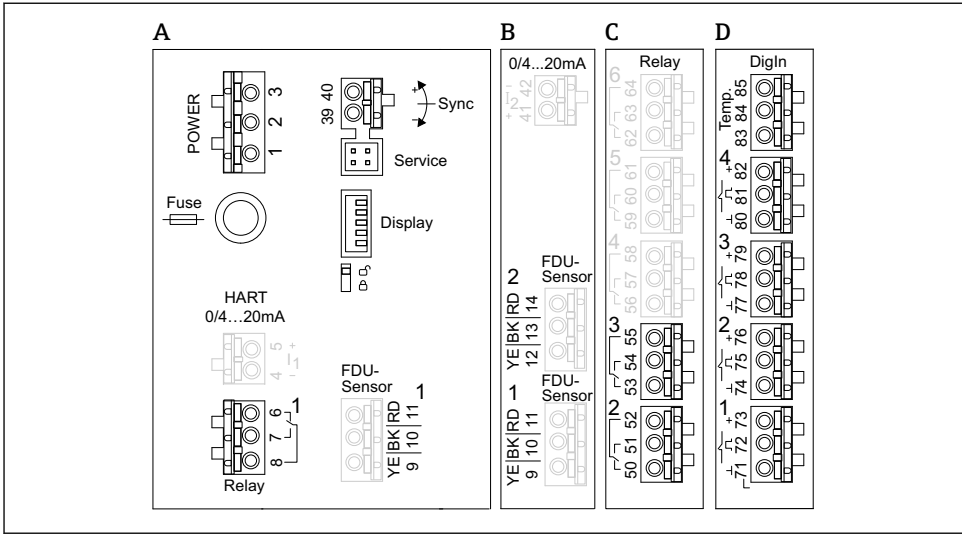 A
POWER
3
2
1
39 40
+
-
Sync
Service
Fuse
Display
HART
0/4...20mA
5 +
1
4 -
6 1
7
8
Relay
FDU-
Sensor
1
YE BK RD
9 10 11
B
0/4...20mA
- 42
2
+ 41
2
FDU-
Sensor
YE BK RD
12 13 14
1
FDU-
Sensor
YE BK RD
9 10 11
C
Relay
6
62 63 64
5
59 60 61
4
56 57 58
3
53 54 55
2
50 51 52
D
DigIn
Temp.
83 84 85
4
+
80 81 82
3
+
77 78 79
2
+
74 75 76
1
+
71 72 73